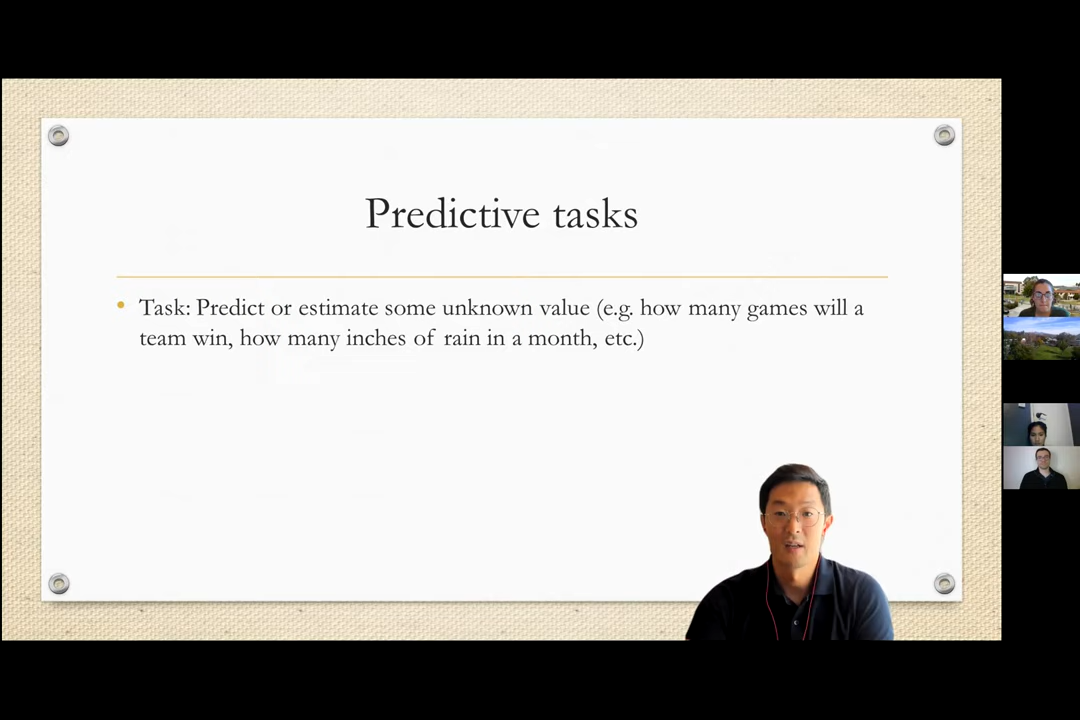 Predictive tasks
• Task: Predict or estimate some unknown value (e.g. how many games will a
team win, how many inches of rain in a month, etc.)